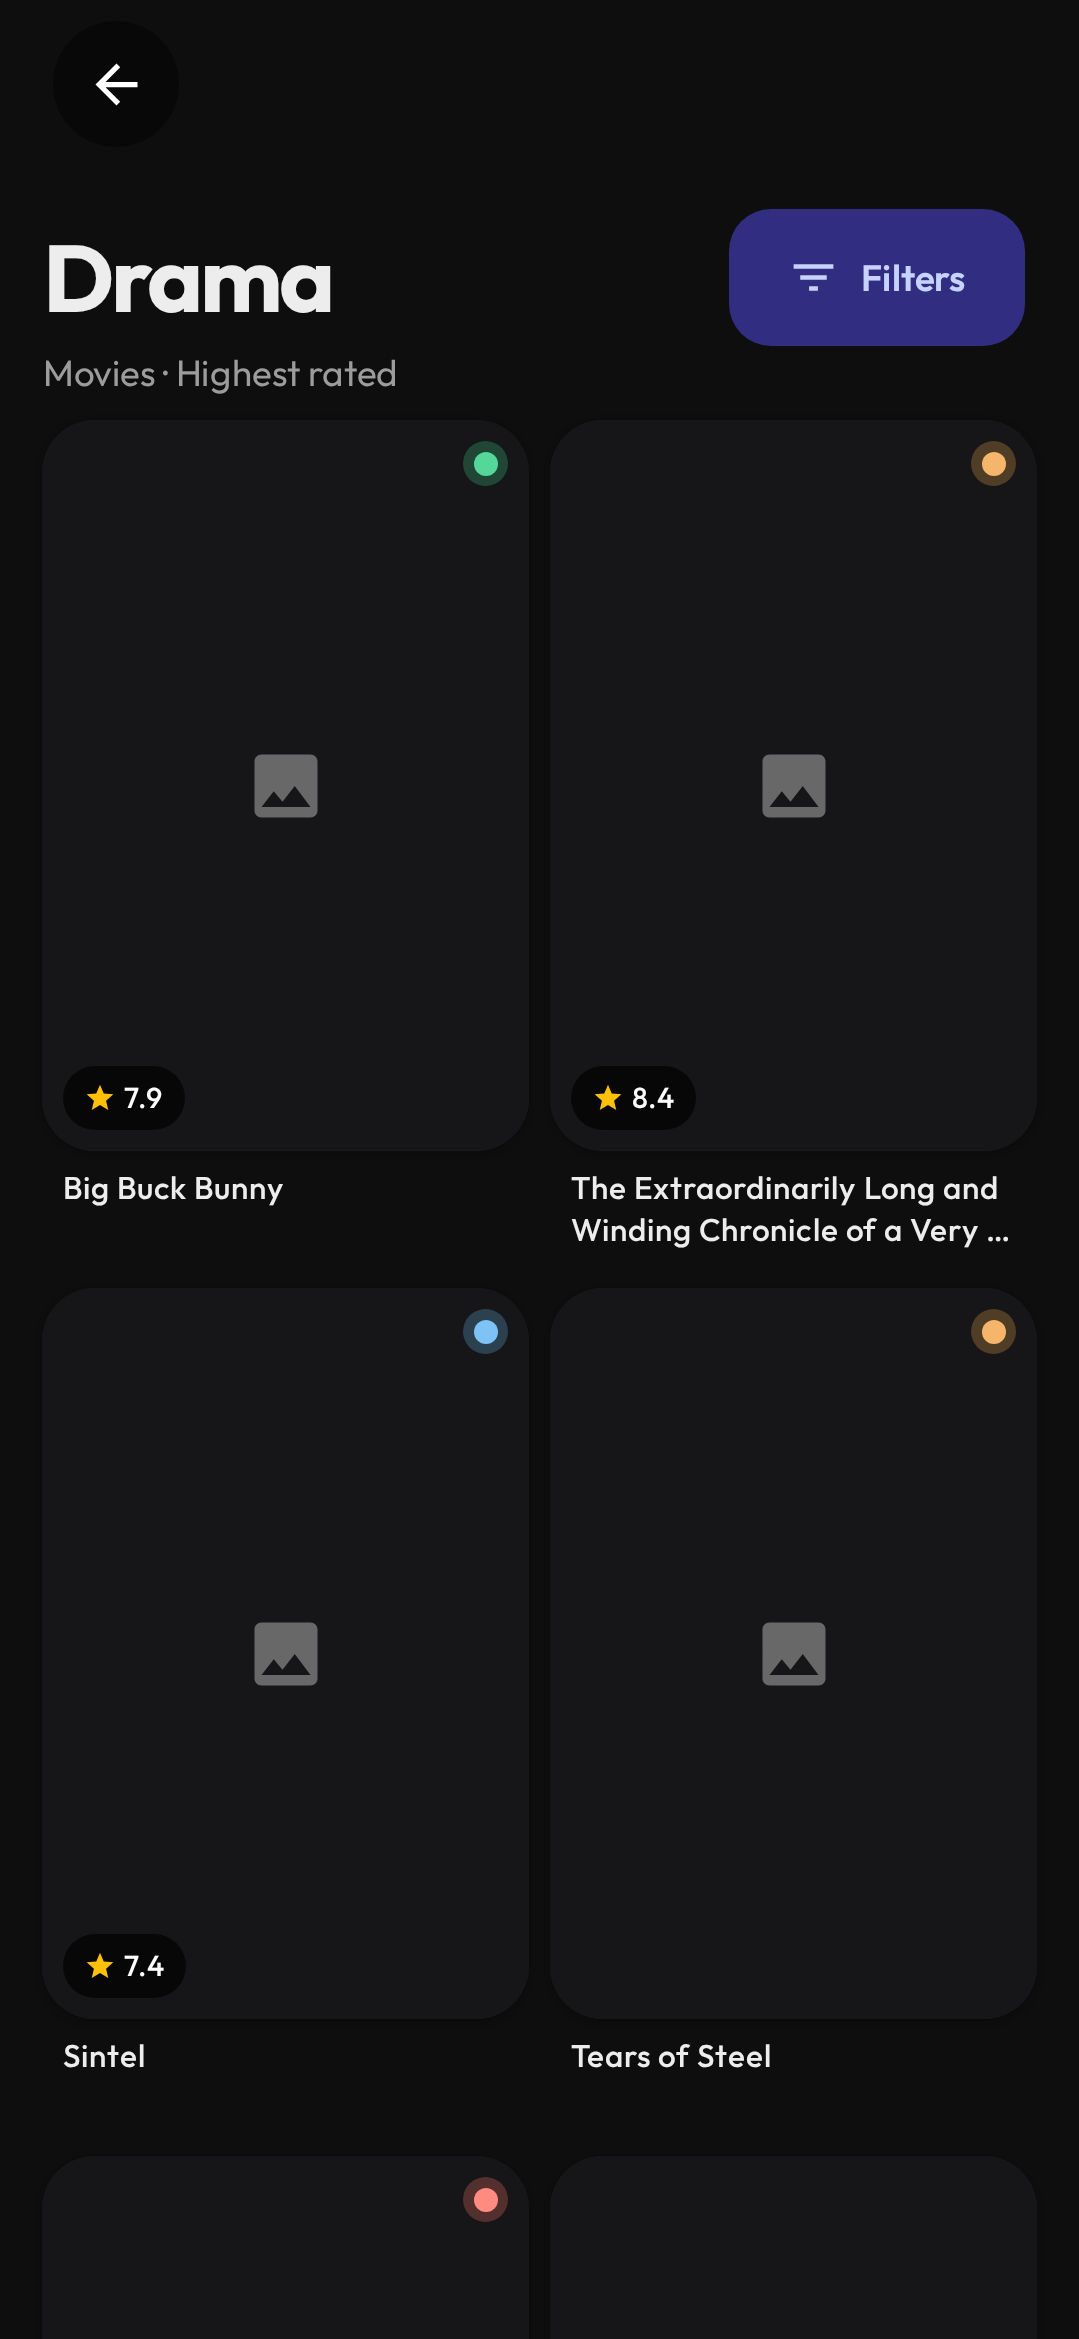 Drama
Filters
Movies · Highest rated
7.9
8.4
Big Buck Bunny
The Extraordinarily Long and
Winding Chronicle of a Very ...
7.4
Sintel
Tears of Steel